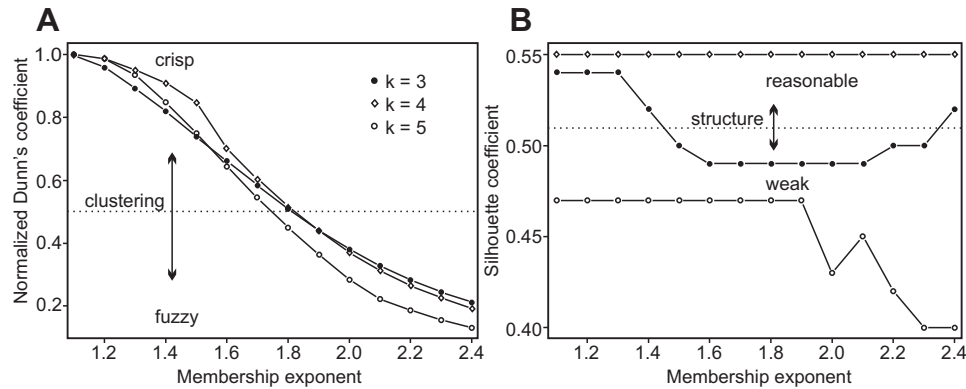 A
Normalized Dunn's coefficient
1.0
0.8
0.6
0.4
0.2
crisp
k = 3
k = 4
k = 5
clustering
fuzzy
1.2 1.4 1.6 1.8 2.0 2.2 2.4
Membership exponent
B
Silhouette coefficient
0.55
0.50
0.45
0.40
reasonable
structure
weak
1.2 1.4 1.6 1.8 2.0 2.2 2.4
Membership exponent